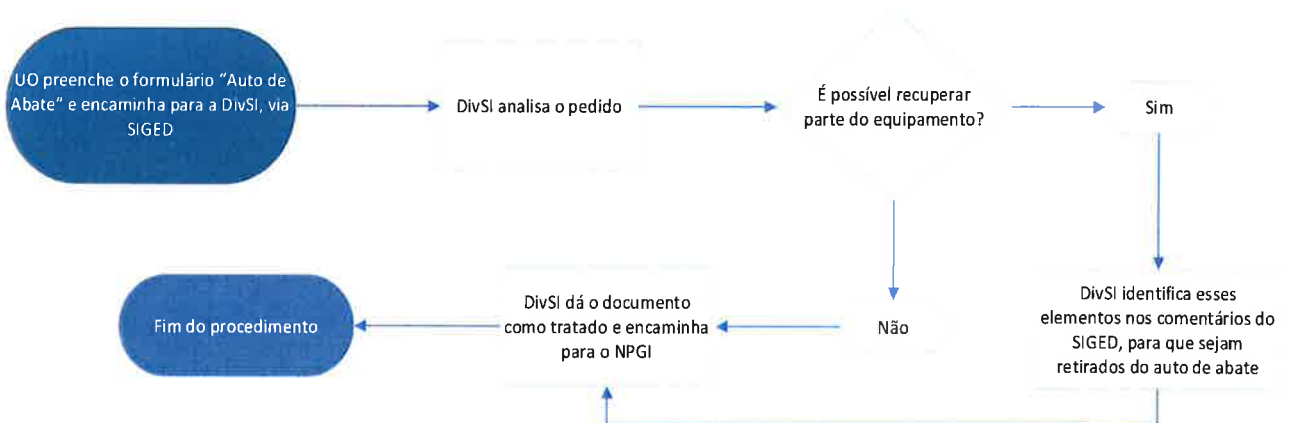 UO preenche o formulário "Auto de
Abate" e encaminha para a DivSI, via
SIGED
DivSI analisa o pedido
É possível recuperar
parte do equipamento?
Sim
DivSI identifica esses
elementos nos comentários do
SIGED, para que sejam
retirados do auto de abate
Não
DivSI dá o documento
como tratado e encaminha
para o NPGI
Fim do procedimento